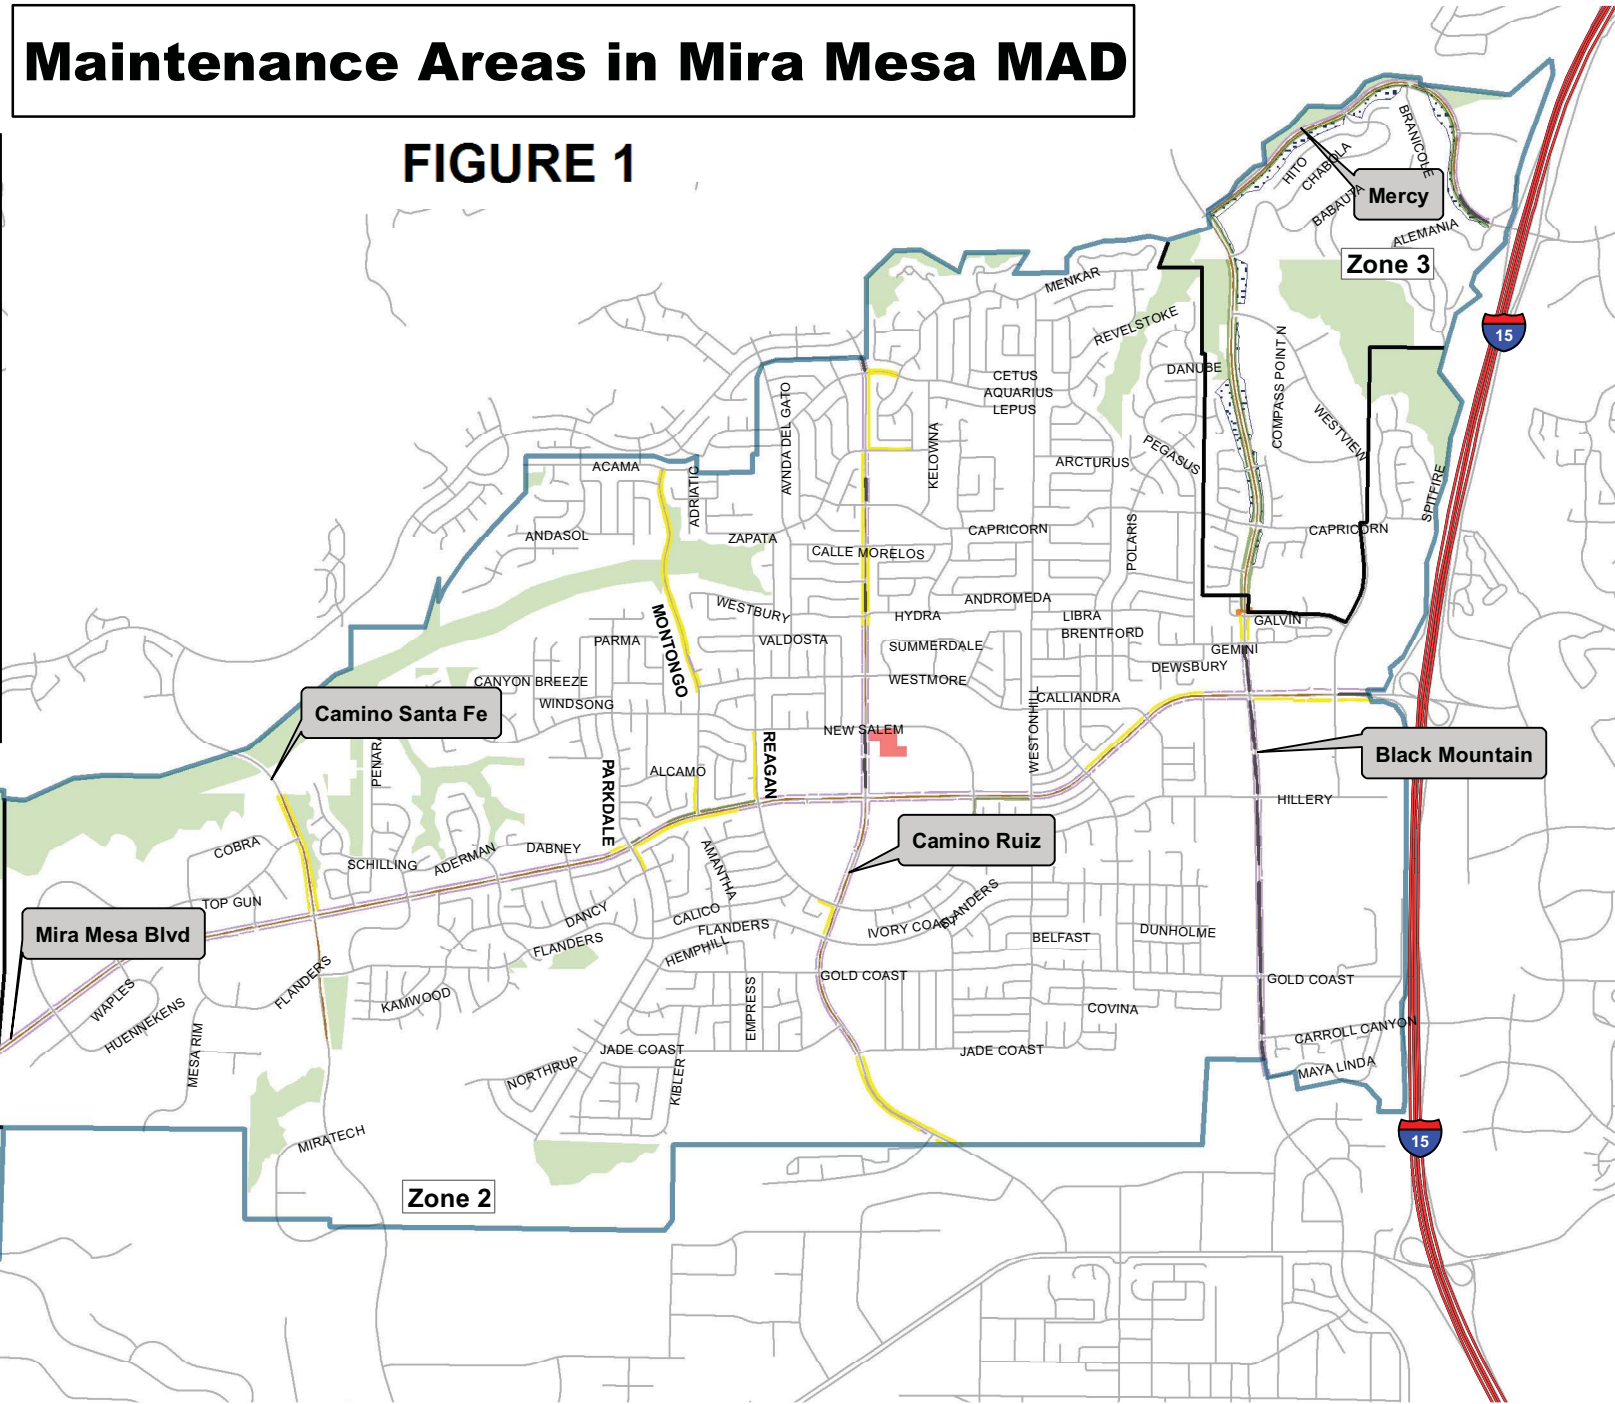 Maintenance Areas in Mira Mesa MAD
FIGURE 1
BRANICOLE
HITO
CHABOLA
BABAUTA
Mercy
ALEMANIA
Zone 3
MENKAR
REVELSTOKE
15
DANUBE
COMPASS POINT N
CETUS
AQUARIUS
LEPUS
AVNDA DEL GATO
KELOWNA
WESTVIEW
PEGASUS
ARCTURUS
ACAMA
ADRIATIC
SPITFIRE
ANDASOL
ZAPATA
CALLE MORELOS
CAPRICORN
POLARIS
CAPRICORN
WESTBURY
ANDROMEDA
HYDRA
LIBRA
GALVIN
MONTONGO
PARMA
VALDOSTA
SUMMERDALE
BRENTFORD
GEMINI
DEWSBURY
CANYON BREEZE
WESTMORE
WINDSONG
CALLIANDRA
WESTONHILL
Camino Santa Fe
NEW SALEM
REAGAN
Black Mountain
PENARA
PARKDALE
ALCAMO
HILLERY
Camino Ruiz
COBRA
SCHILLING
ADERMAN
DABNEY
AMANTHA
TOP GUN
DANCY
CALICO
FLANDERS
IVORY COAST
FLANDERS
Mira Mesa Blvd
FLANDERS
HEMPHILL
BELFAST
DUNHOLME
FLANDERS
GOLD COAST
GOLD COAST
WAPLES
HUENNEKENS
KAMWOOD
EMPRESS
COVINA
MESA RIM
CARROLL CANYON
JADE COAST
JADE COAST
NORTHRUP
KIBLER
MAYA LINDA
MIRATECH
15
Zone 2